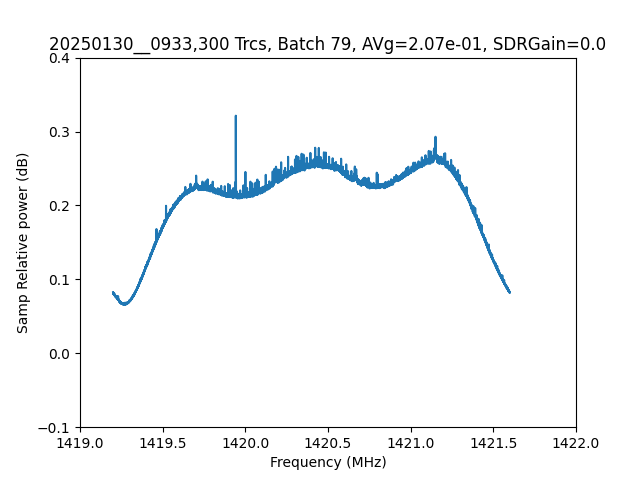 20250130__0933,300 Trcs, Batch 79, AVg=2.07e-01, SDRGain=0.0
0.4
0.3
0.2
0.1
0.0
−0.1
Samp Relative power (dB)
1419.0 1419.5 1420.0 1420.5 1421.0 1421.5 1422.0
Frequency (MHz)